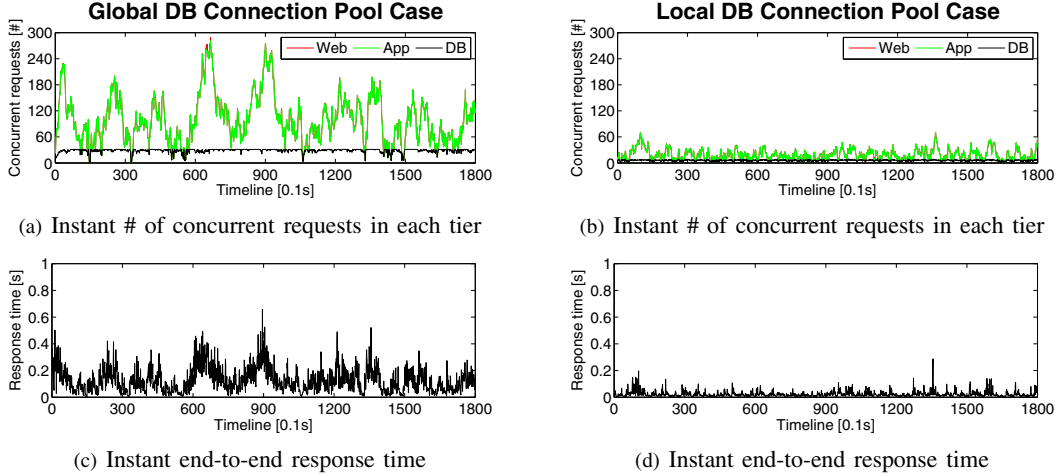 Global DB Connection Pool Case
Local DB Connection Pool Case
Concurrent requests [#]
300
240
180
120
60
0
Web
App
DB
0
300
600
900
1200
1500
1800
Timeline [0.1s]
Concurrent requests [#]
300
240
180
120
60
0
Web
App
DB
0
300
600
900
1200
1500
1800
Timeline [0.1s]
(a) Instant # of concurrent requests in each tier
(b) Instant # of concurrent requests in each tier
Response time [s]
1
0.8
0.6
0.4
0.2
0
0
300
600
900
1200
1500
1800
Timeline [0.1s]
Response time [s]
1
0.8
0.6
0.4
0.2
0
0
300
600
900
1200
1500
1800
Timeline [0.1s]
(c) Instant end-to-end response time
(d) Instant end-to-end response time